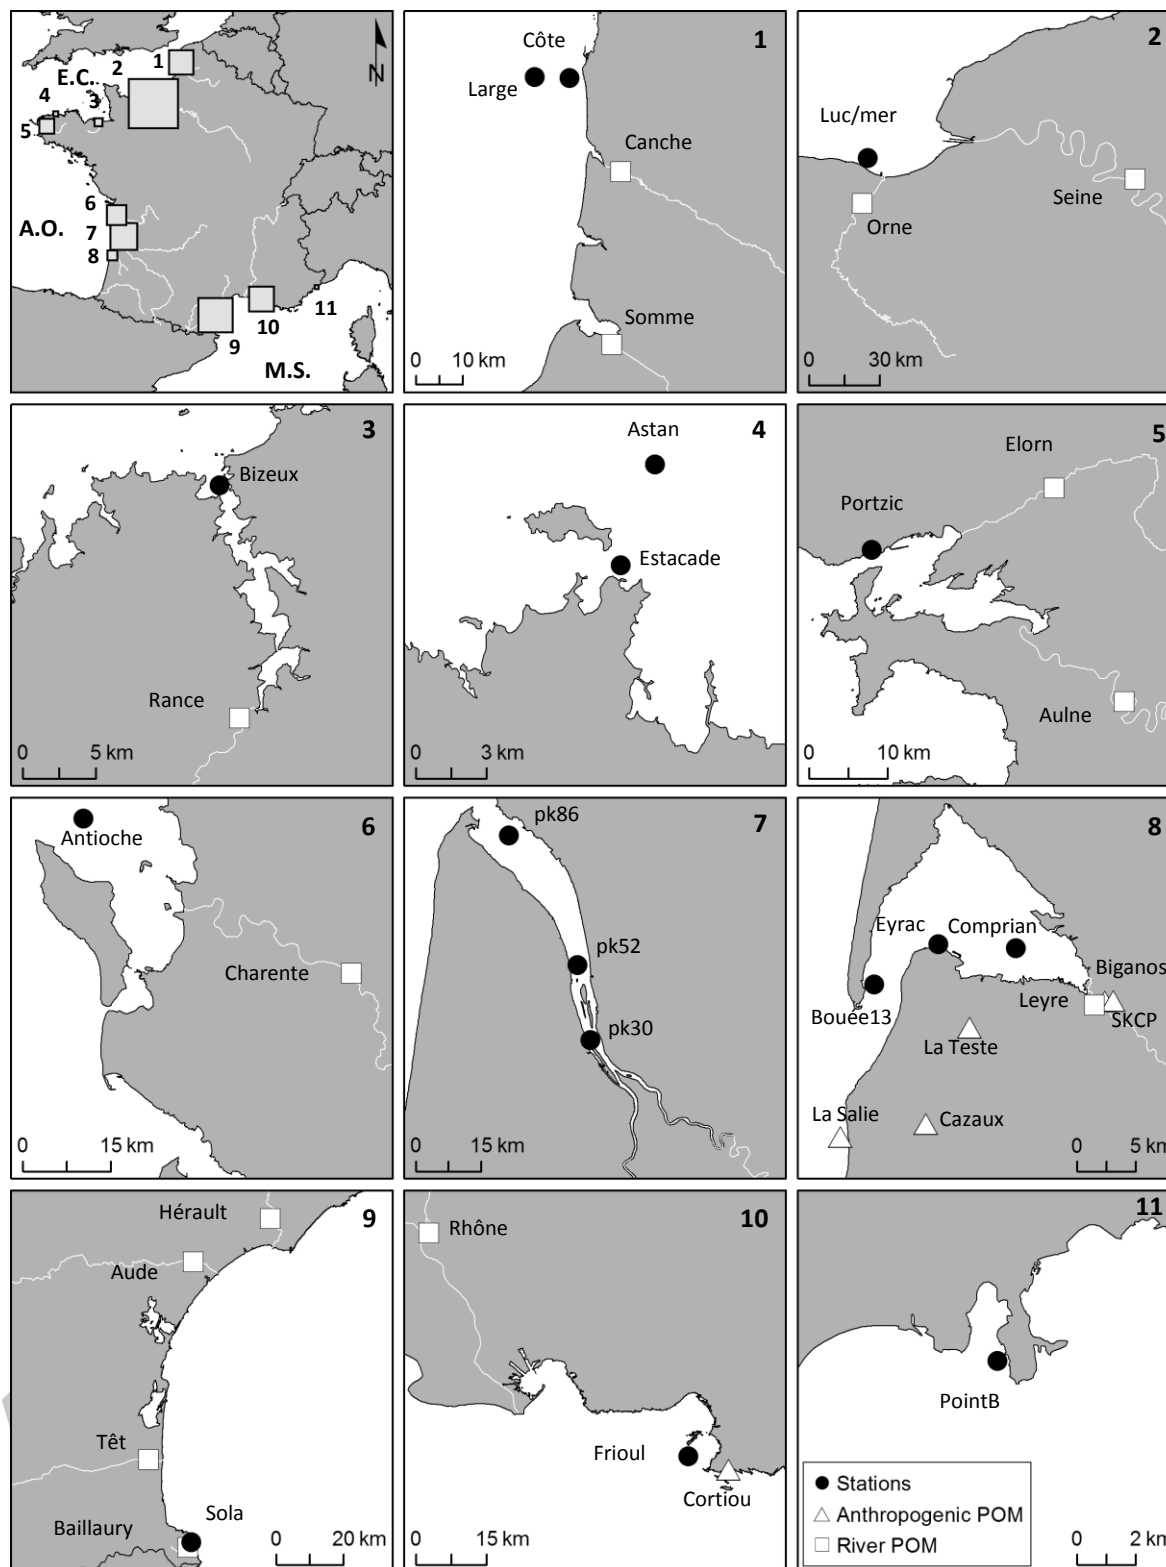 1
2
E.C.
4
3
5
N
6
A.O.
7
8
9
10
11
M.S.
1
Côte
Large
Canche
Somme
0 10 km
2
Luc/mer
Seine
Orne
0 30 km
3
Bizeux
Rance
0 5 km
4
Astan
Estacade
0 3 km
5
Elorn
Portzic
Aulne
0 10 km
6
Antioche
Charente
0 15 km
7
pk86
pk52
pk30
0 15 km
8
Eyrac Comprian
Biganos
Leyre
SKCP
Bouée13
La Teste
La Salie
Cazaux
0 5 km
9
Hérault
Aude
Têt
Sola
Baillaury
0 20 km
10
Rhône
Frioul
Cortiou
0 15 km
11
PointB
Stations
Anthropogenic POM
River POM
0 2 km